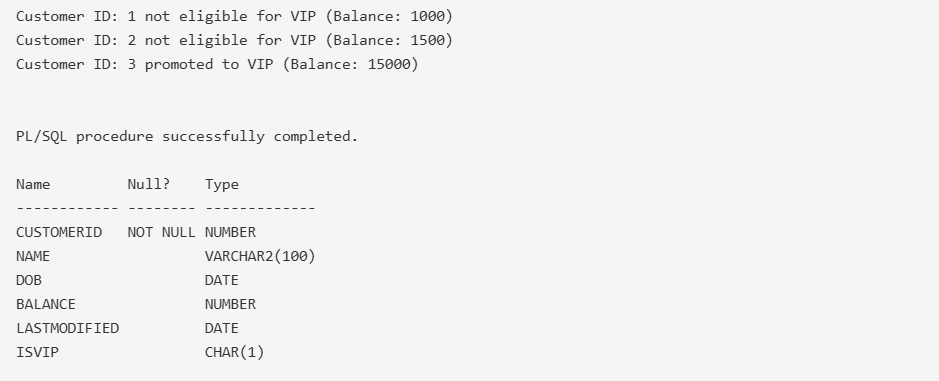 Customer ID: 1 not eligible for VIP (Balance: 1000)
Customer ID: 2 not eligible for VIP (Balance: 1500)
Customer ID: 3 promoted to VIP (Balance: 15000)
PL/SQL procedure successfully completed.
Name         Null?    Type
------------ -------- -------------
CUSTOMERID   NOT NULL NUMBER
NAME                  VARCHAR2(100)
DOB                   DATE
BALANCE               NUMBER
LASTMODIFIED          DATE
ISVIP                 CHAR(1)